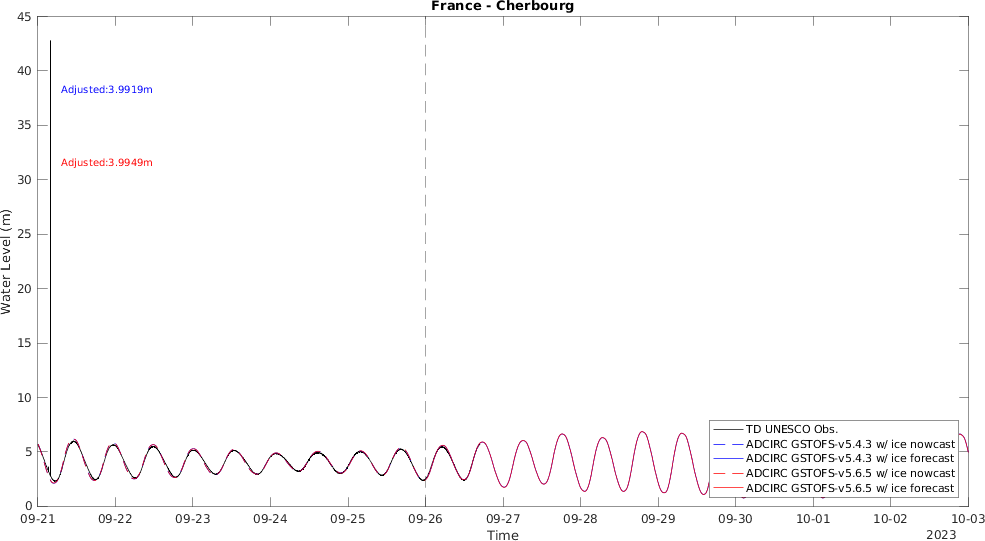 France - Cherbourg
45
40
35
30
25
20
15
10
5
0
Water Level (m)
Adjusted:3.9919m
Adjusted:3.9949m
TD UNESCO Obs.
ADCIRC GSTOFS-v5.4.3 w/ ice nowcast
ADCIRC GSTOFS-v5.4.3 w/ ice forecast
ADCIRC GSTOFS-v5.6.5 w/ ice nowcast
ADCIRC GSTOFS-v5.6.5 w/ ice forecast
09-21 09-22 09-23 09-24 09-25 09-26 09-27 09-28 09-29 09-30 10-01 10-02 10-03
Time
2023